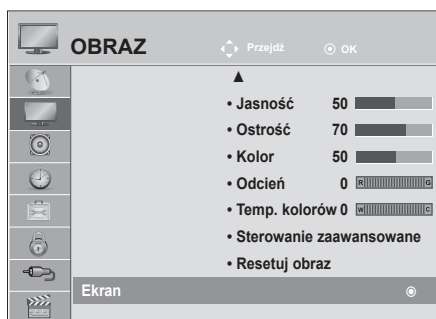 OBRAZ Przejdź OK
▲
• Jasność 50
• Ostrość 70
• Kolor 50
• Odcień 0 R G
• Temp. kolorów 0 W C
• Sterowanie zaawansowane
• Resetuj obraz
Ekran